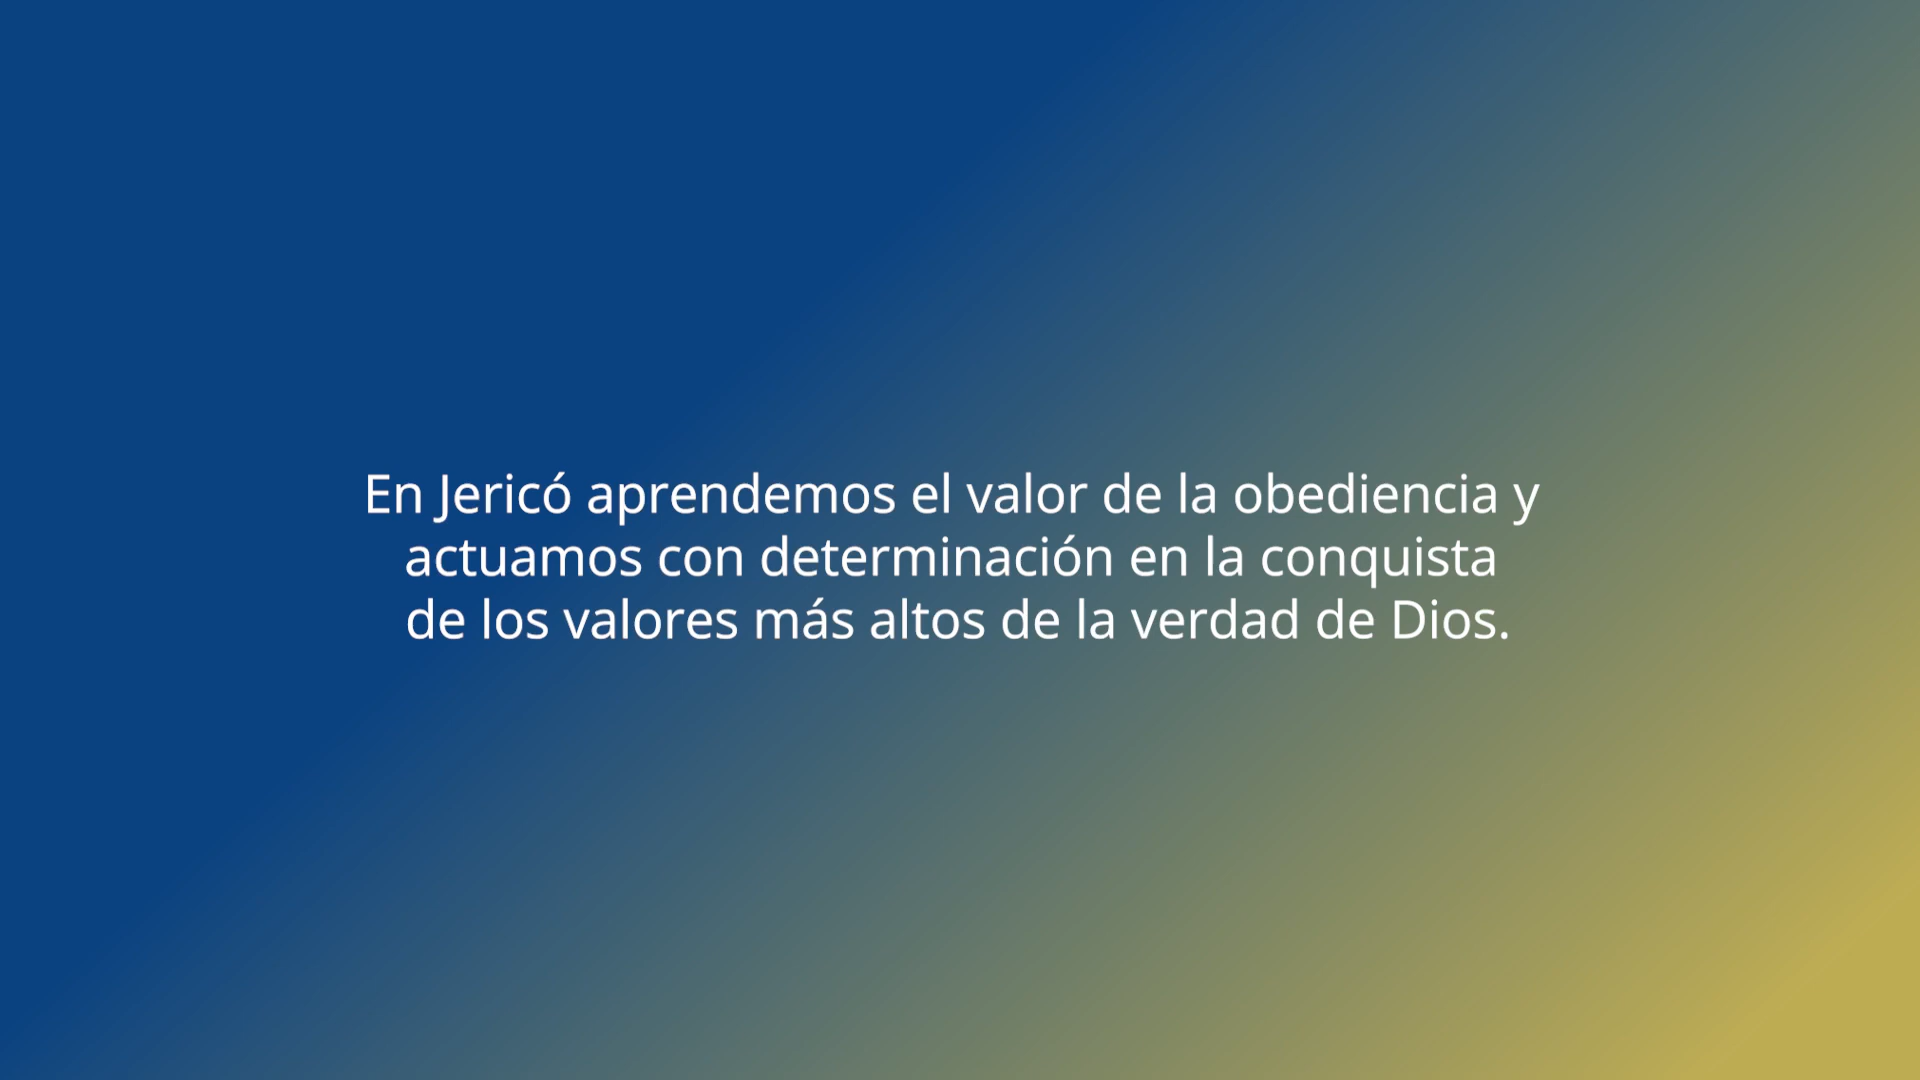 En Jericó aprendemos el valor de la obediencia y
actuamos con determinación en la conquista
de los valores más altos de la verdad de Dios.